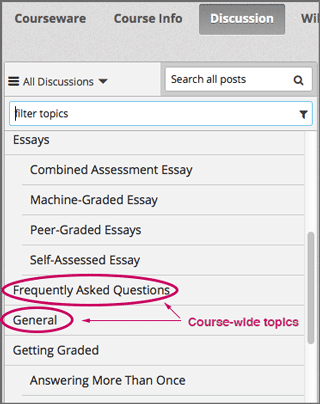 Courseware Course Info Discussion Wi
All Discussions Search all posts
filter topics
Essays
Combined Assessment Essay
Machine-Graded Essay
Peer-Graded Essays
Self-Assessed Essay
Frequently Asked Questions
General Course-wide topics
Getting Graded
Answering More Than Once